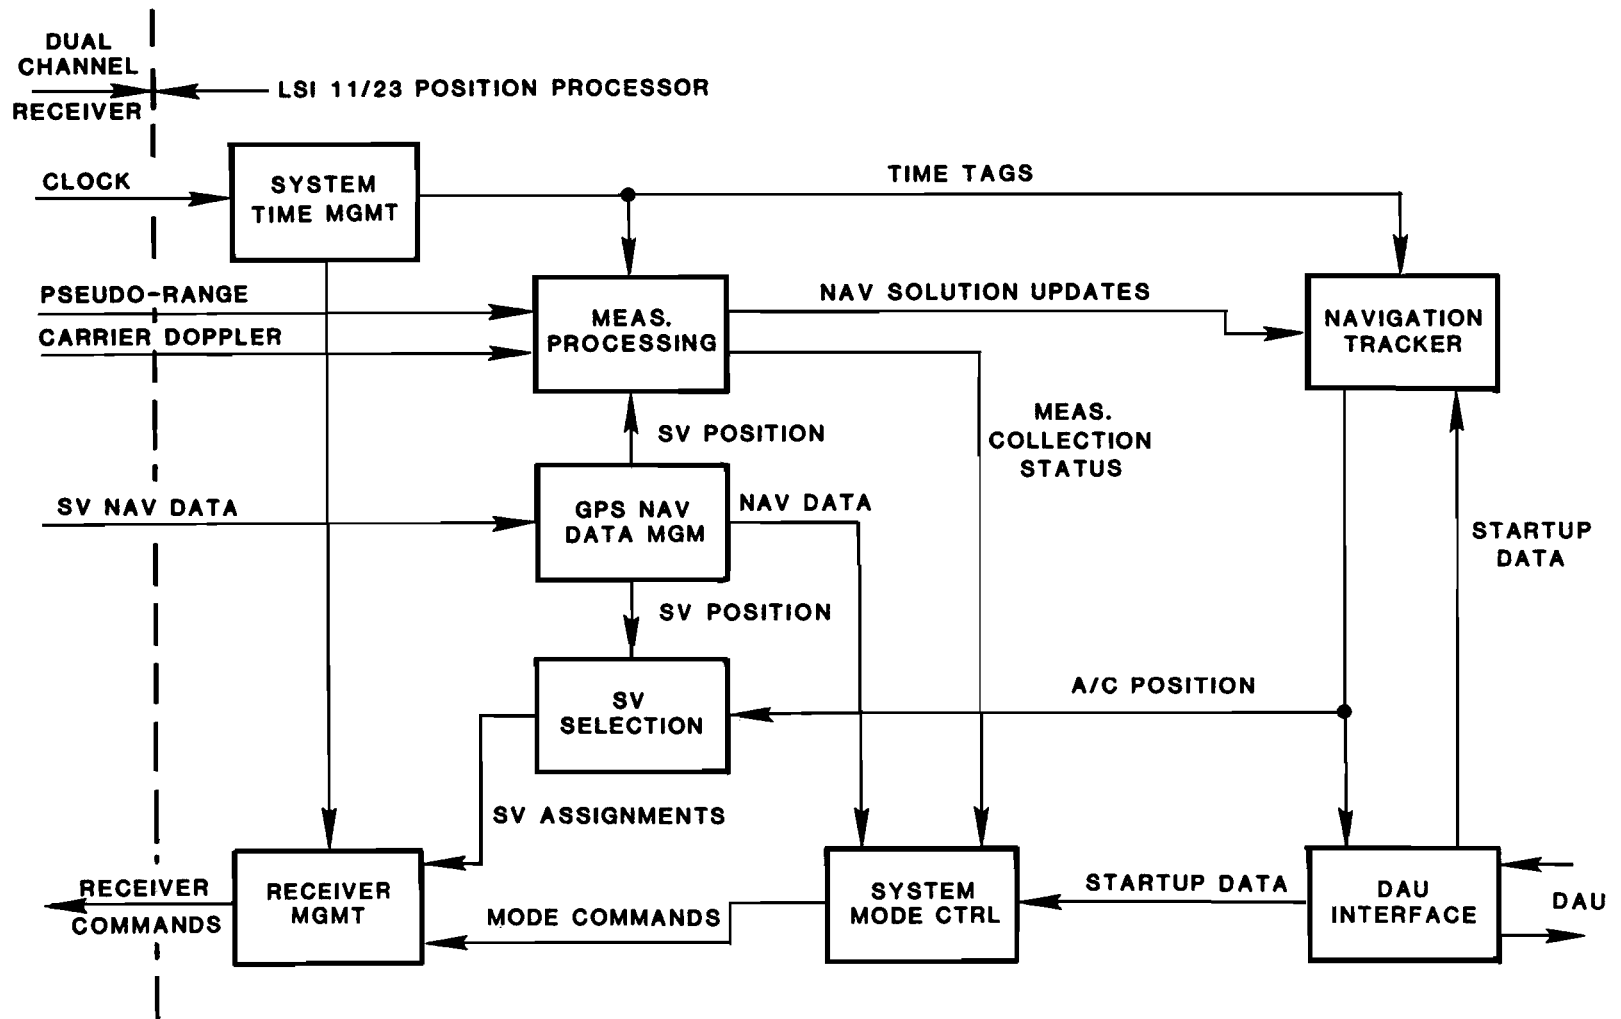 DUAL
CHANNEL
RECEIVER
LSI 11/23 POSITION PROCESSOR
CLOCK
SYSTEM
TIME MGMT
TIME TAGS
PSEUDO-RANGE
CARRIER DOPPLER
MEAS.
PROCESSING
NAV SOLUTION UPDATES
NAVIGATION
TRACKER
SV POSITION
MEAS.
COLLECTION
STATUS
SV NAV DATA
GPS NAV
DATA MGM
NAV DATA
STARTUP
DATA
SV POSITION
SV
SELECTION
A/C POSITION
SV ASSIGNMENTS
RECEIVER
COMMANDS
RECEIVER
MGMT
MODE COMMANDS
SYSTEM
MODE CTRL
STARTUP DATA
DAU
INTERFACE
DAU